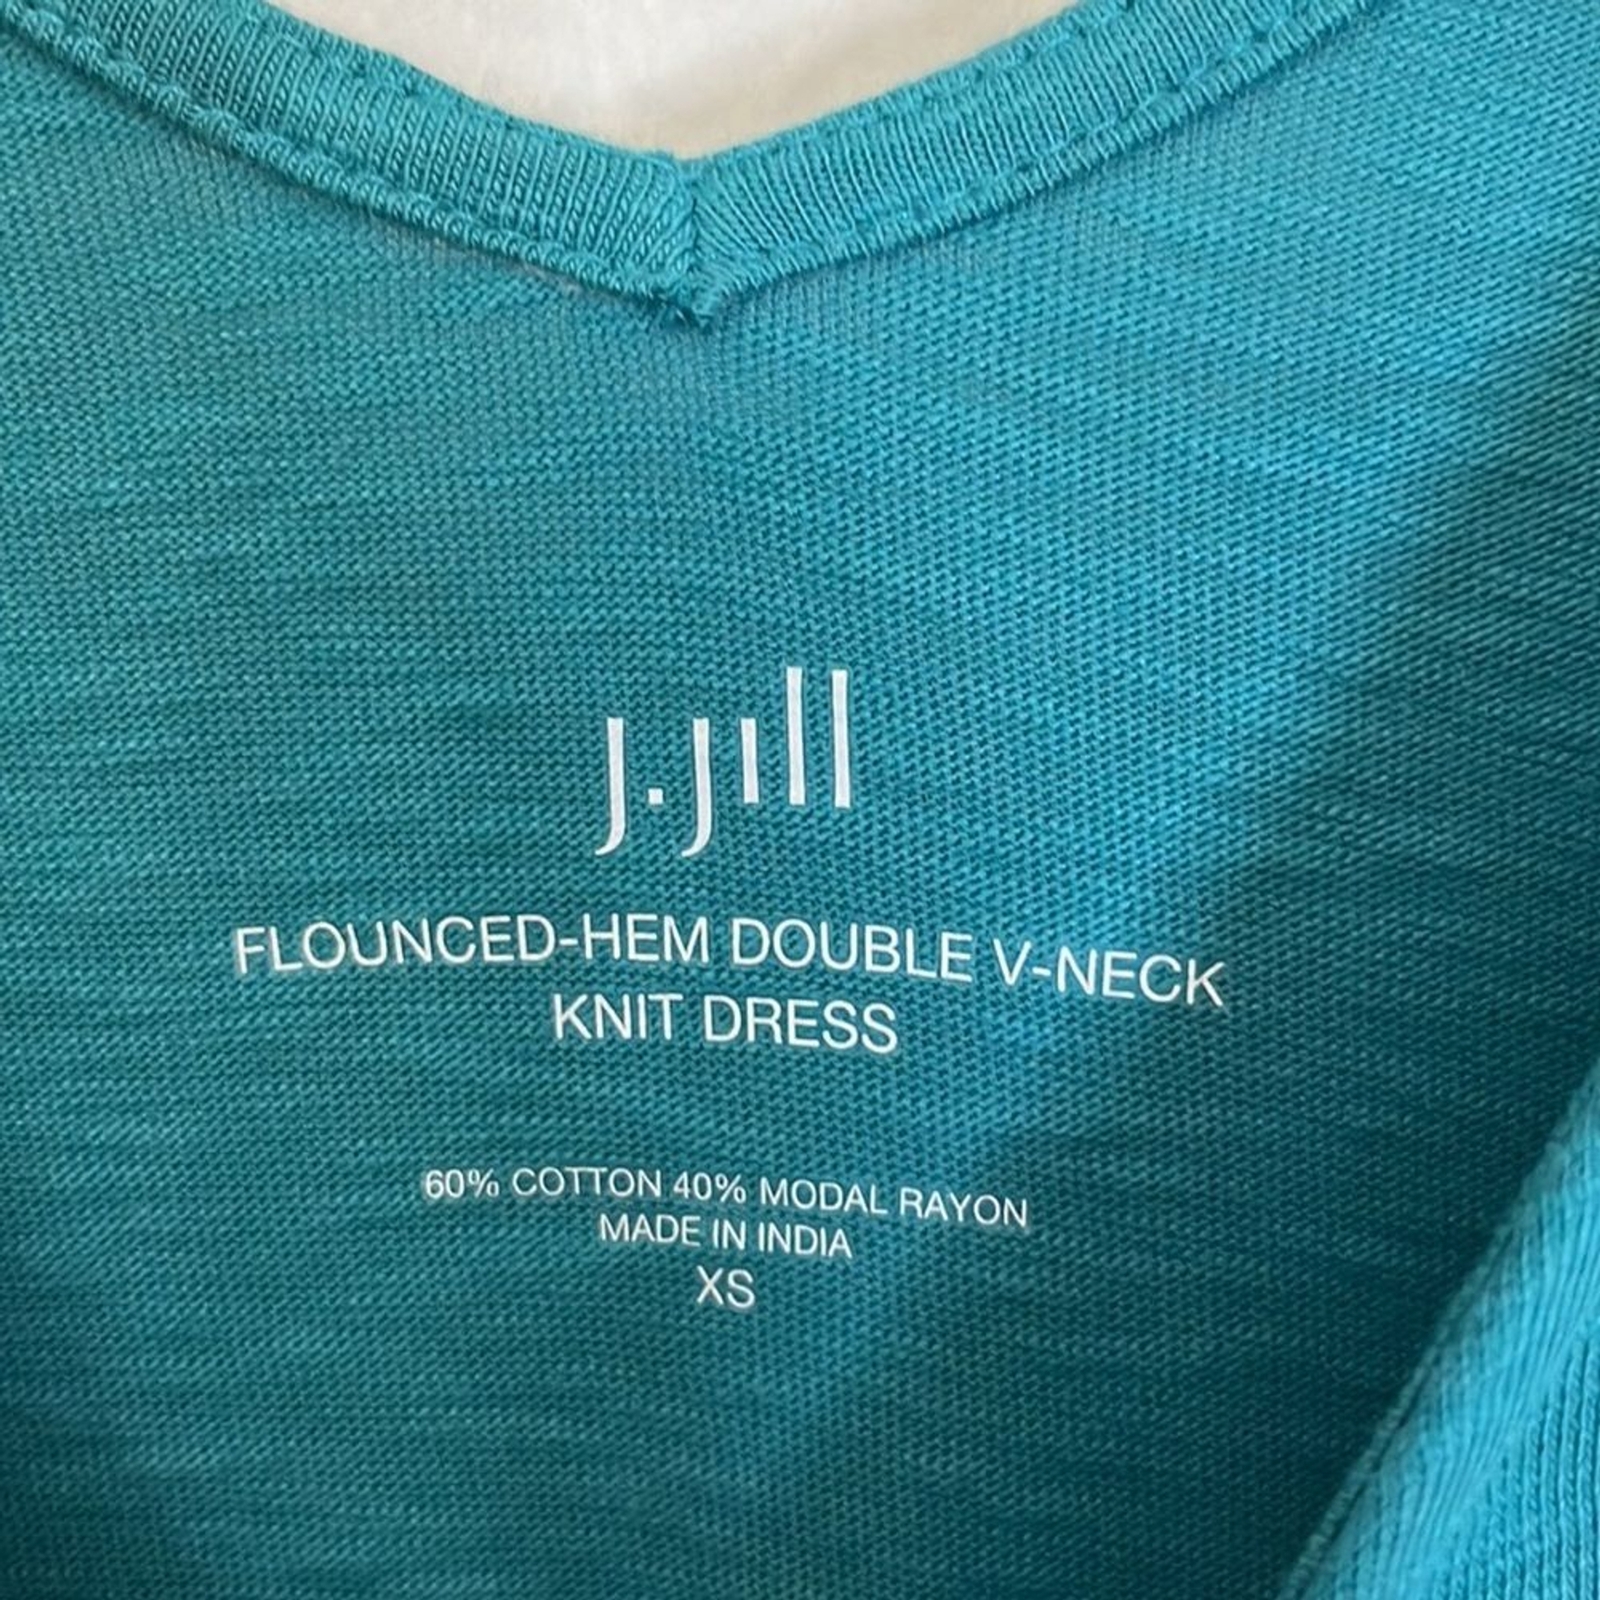 J.Jill
FLOUNCED-HEM DOUBLE V-NECK
KNIT DRESS
60% COTTON 40% MODAL RAYON
MADE IN INDIA
XS